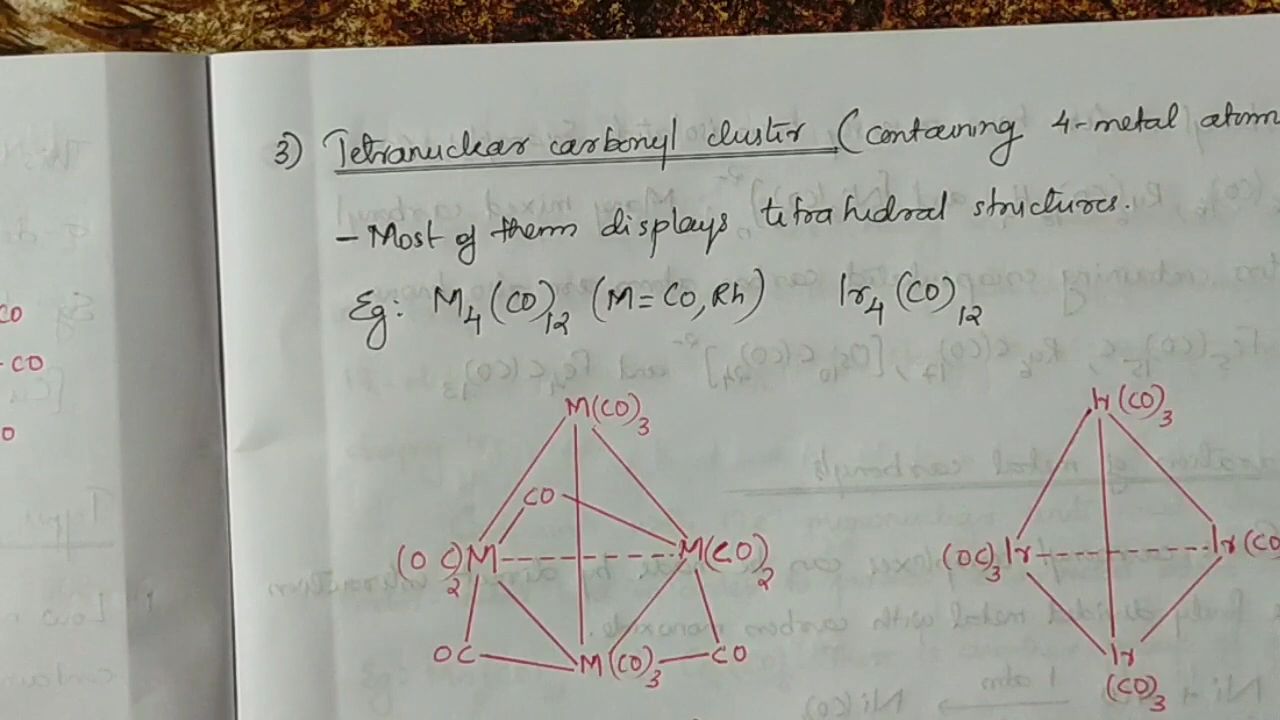 3) Tetranuclear carbonyl cluster (containing 4-metal atom
- Most of them displays tetrahedral structures.
Eg: M4(CO)12 (M = Co, Rh) Ir4(CO)12
CO
- CO
O
M(CO)3
CO
(OC)2M M(CO)2
OC M(CO)3 CO
Ir(CO)3
(OC)3Ir Ir(CO
Ir
(CO)3